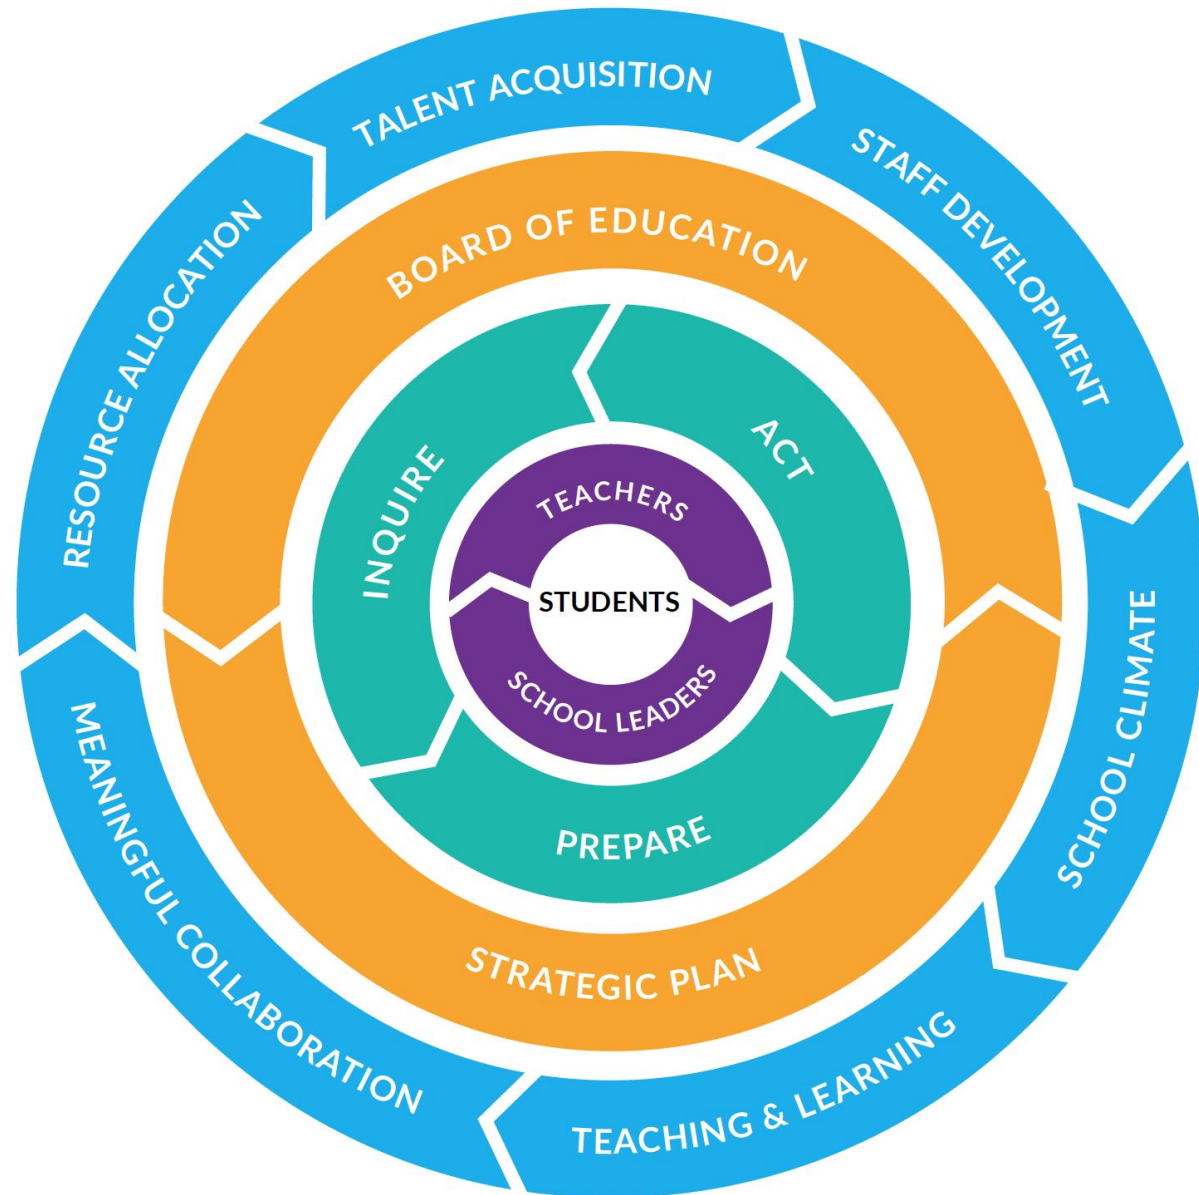 TALENT ACQUISITION
STAFF DEVELOPMENT
SCHOOL CLIMATE
TEACHING & LEARNING
MEANINGFUL COLLABORATION
RESOURCE ALLOCATION
BOARD OF EDUCATION
STRATEGIC PLAN
INQUIRE
ACT
PREPARE
TEACHERS
SCHOOL LEADERS
STUDENTS